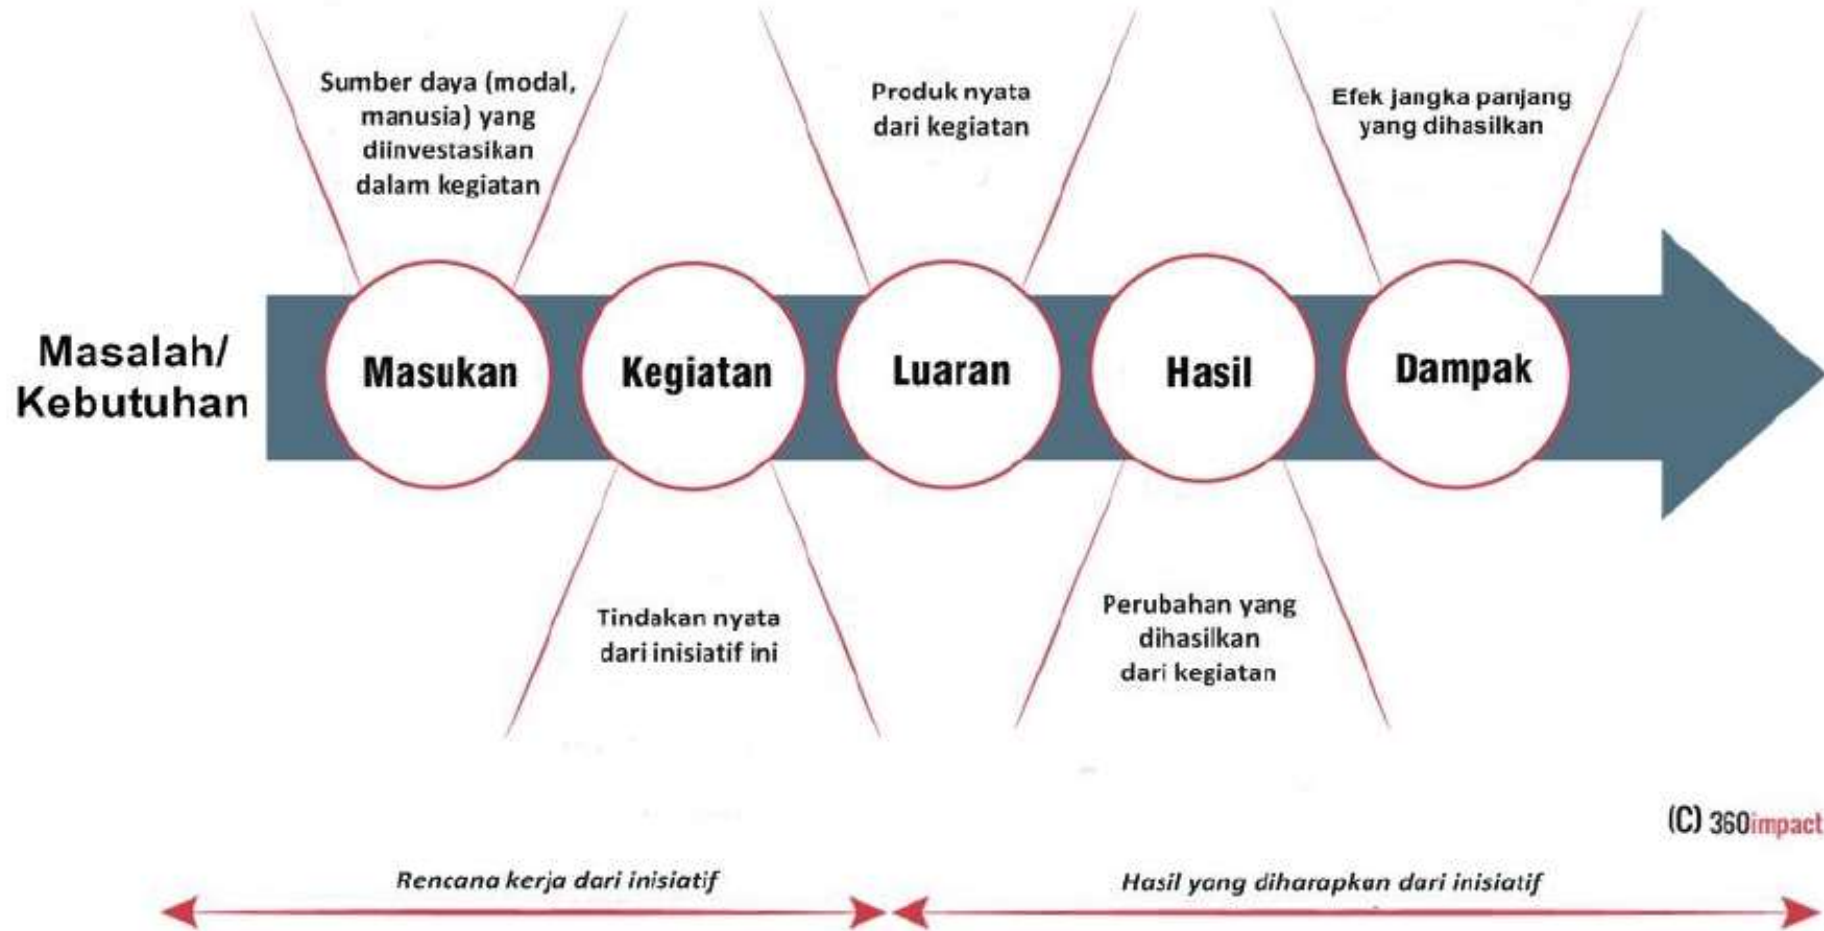 Sumber daya (modal,
manusia) yang
diinvestasikan
dalam kegiatan
Produk nyata
dari kegiatan
Efek jangka panjang
yang dihasilkan
Masalah/
Kebutuhan
Masukan
Kegiatan
Luaran
Hasil
Dampak
Tindakan nyata
dari inisiatif ini
Perubahan yang
dihasilkan
dari kegiatan
(C) 360impact
Rencana kerja dari inisiatif
Hasil yang diharapkan dari inisiatif